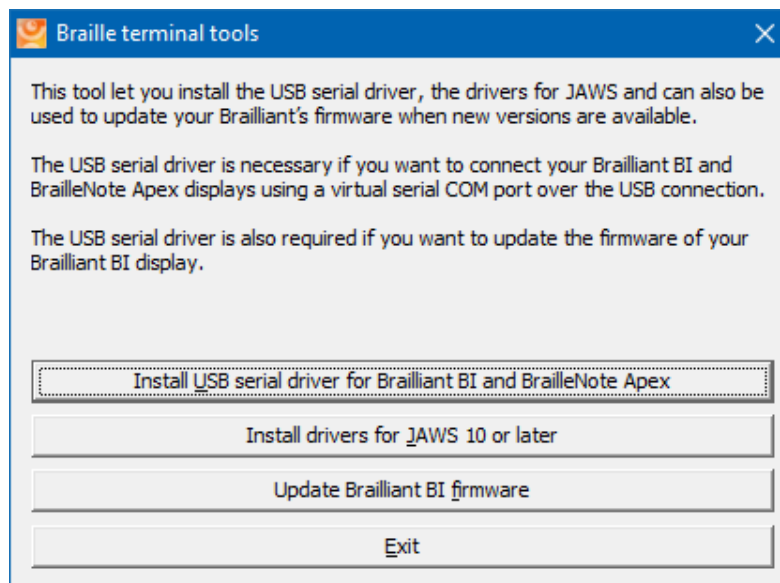 Braille terminal tools
This tool let you install the USB serial driver, the drivers for JAWS and can also be
used to update your Brailliant's firmware when new versions are available.
The USB serial driver is necessary if you want to connect your Brailliant BI and
BrailleNote Apex displays using a virtual serial COM port over the USB connection.
The USB serial driver is also required if you want to update the firmware of your
Brailliant BI display.
Install USB serial driver for Brailliant BI and BrailleNote Apex
Install drivers for JAWS 10 or later
Update Brailliant BI firmware
Exit